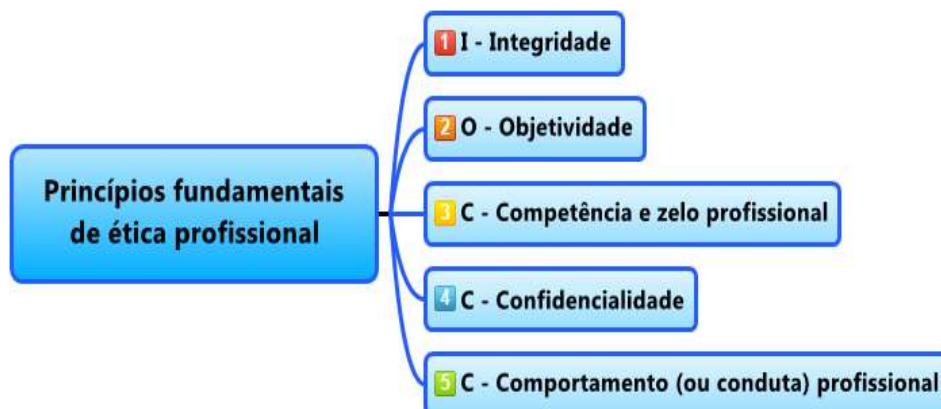 Princípios fundamentais
de ética profissional
1 I - Integridade
2 O - Objetividade
3 C - Competência e zelo profissional
4 C - Confidencialidade
5 C - Comportamento (ou conduta) profissional